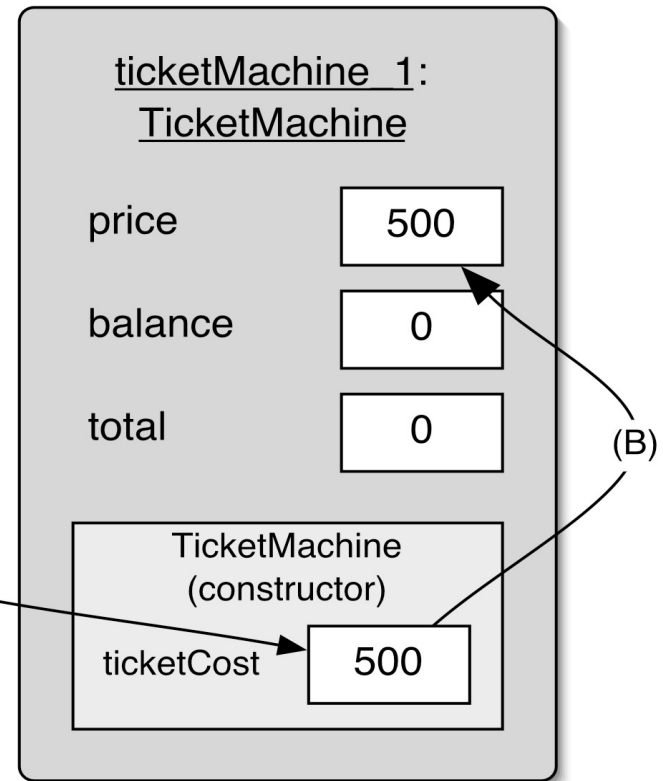 ticketMachine_1:
TicketMachine
price 500
balance 0
total 0
(B)
TicketMachine
(constructor)
ticketCost 500